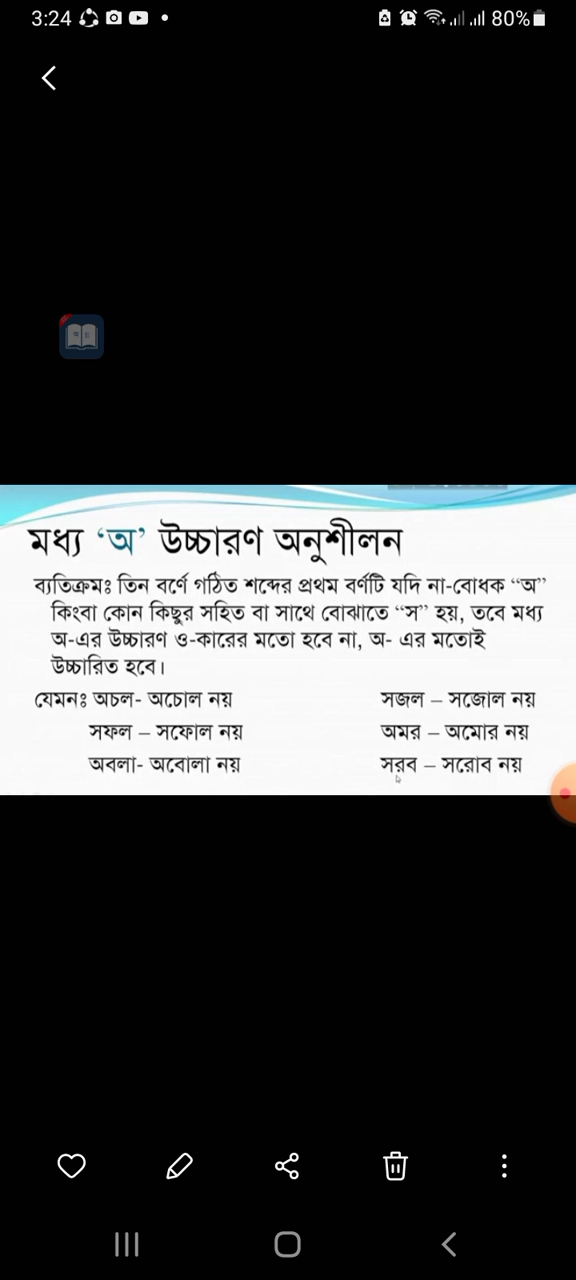 3:24
80%
মধ্য ‘অ’ উচ্চারণ অনুশীলন
ব্যতিক্রমঃ তিন বর্ণে গঠিত শব্দের প্রথম বর্ণটি যদি না-বোধক “অ”
কিংবা কোন কিছুর সহিত বা সাথে বোঝাতে “স” হয়, তবে মধ্য
অ-এর উচ্চারণ ও-কারের মতো হবে না, অ- এর মতোই
উচ্চারিত হবে।
যেমনঃ অচল- অচোল নয় সজল – সজোল নয়
সফল – সফোল নয় অমর – অমোর নয়
অবলা- অবোলা নয় সরব – সরোব নয়